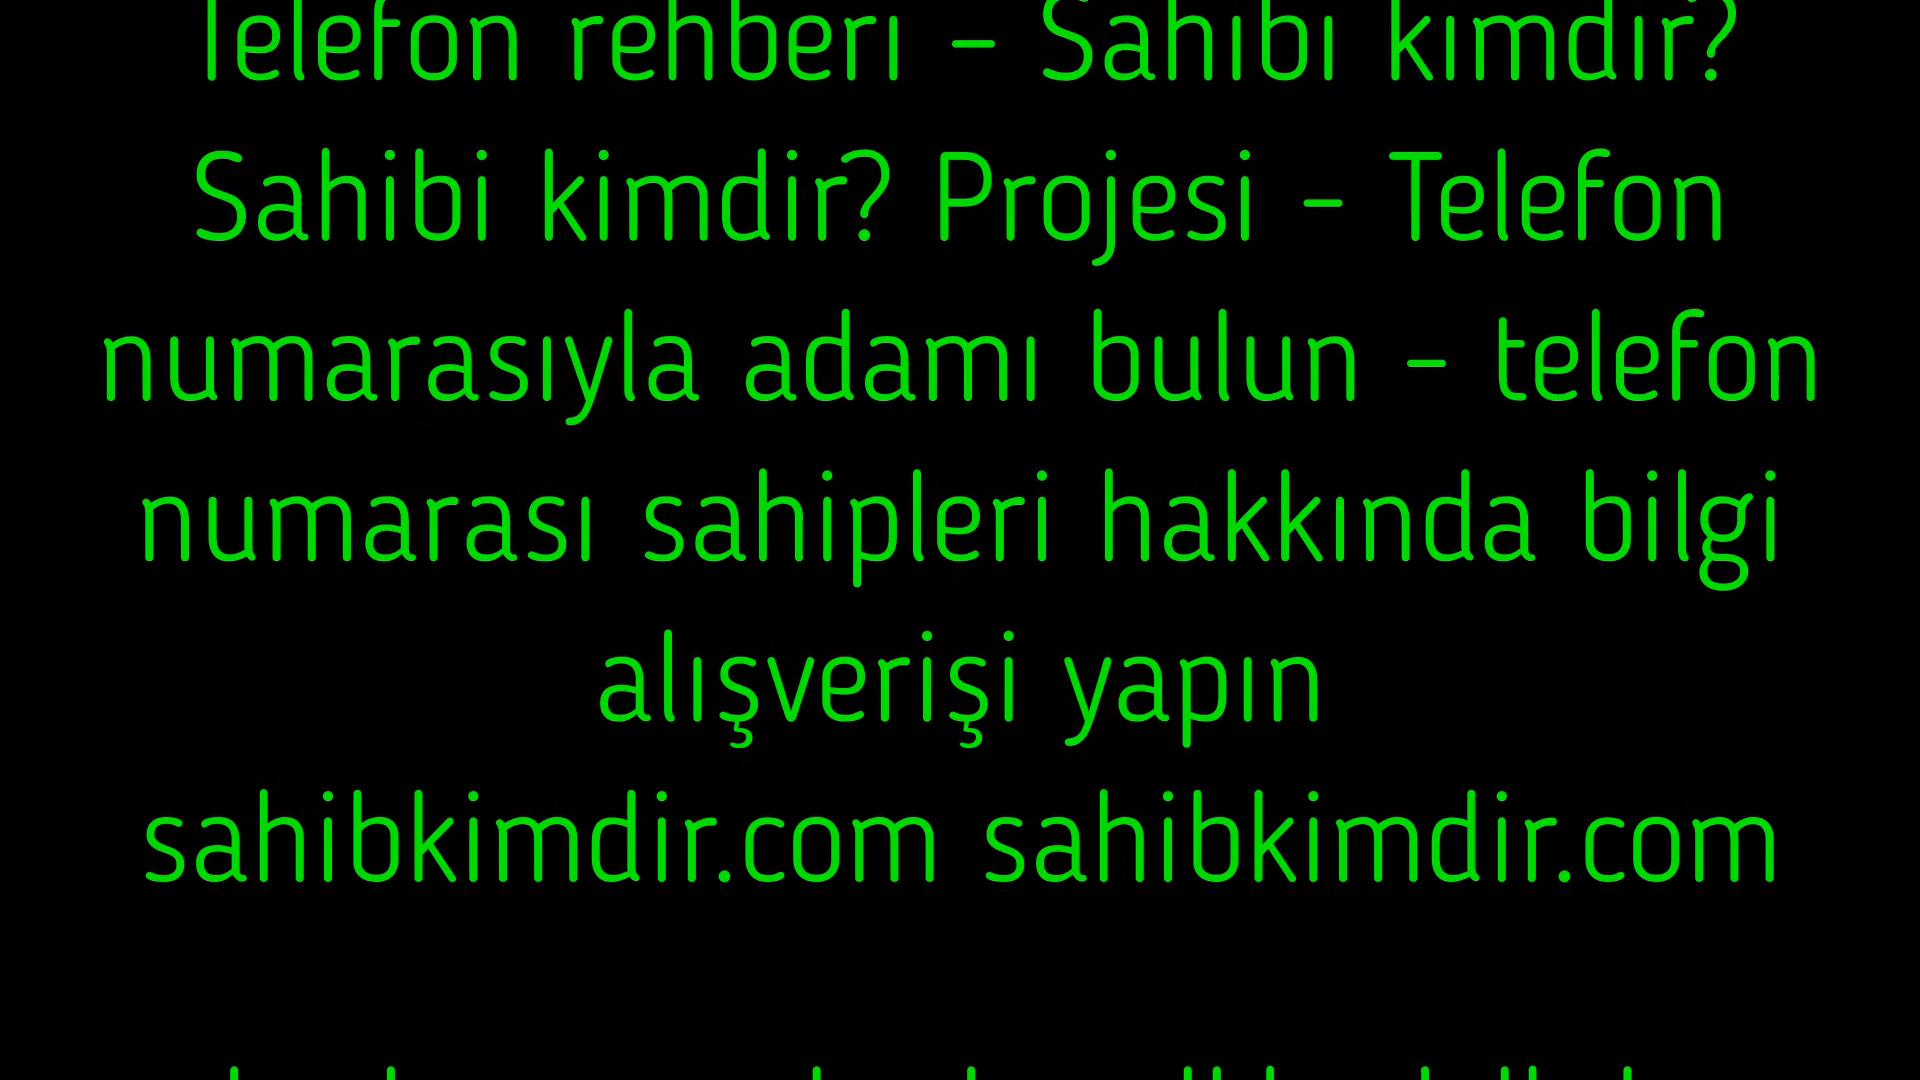 Telefon rehberi - Sahibi kimdir?
Sahibi kimdir? Projesi - Telefon
numarasıyla adamı bulun - telefon
numarası sahipleri hakkında bilgi
alışverişi yapın
sahibkimdir.com sahibkimdir.com